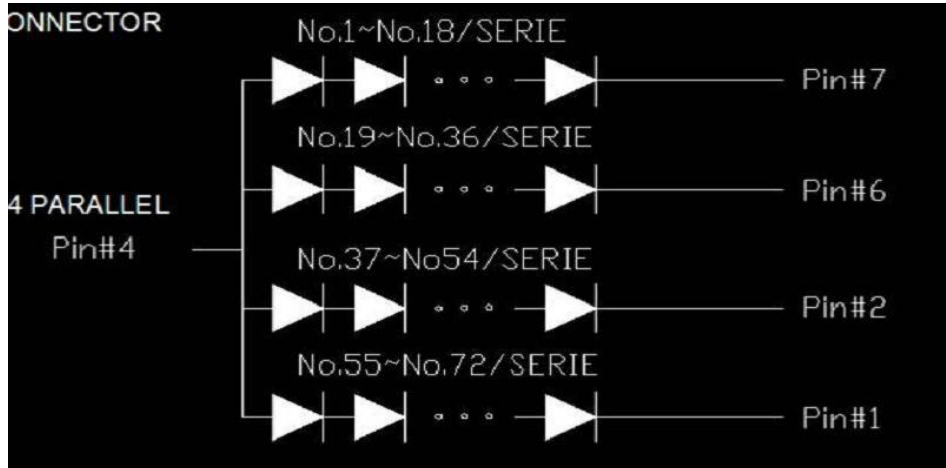 ONNECTOR
No.1~No.18/SERIE
Pin#7
No.19~No.36/SERIE
Pin#6
4 PARALLEL
Pin#4
No.37~No54/SERIE
Pin#2
No.55~No.72/SERIE
Pin#1